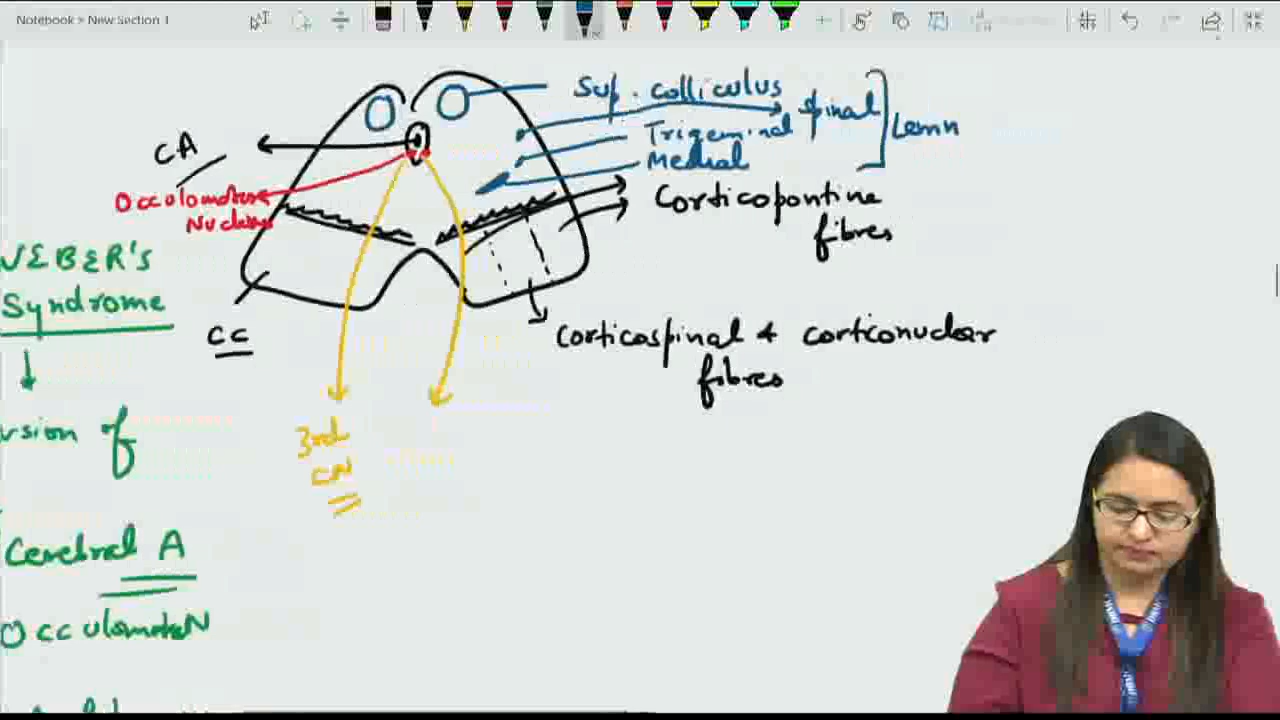 Notebook > New Section 1
Sup. colliculus
spinal
Trigeminal
Medial
Lemn
CA
Occulomotor
Nucleus
Corticopontine
fibres
WEBER'S
Syndrome
CC
Corticospinal & corticonuclear
fibres
rsion of
3rd
CN
Cerebral A
Occulomotor N